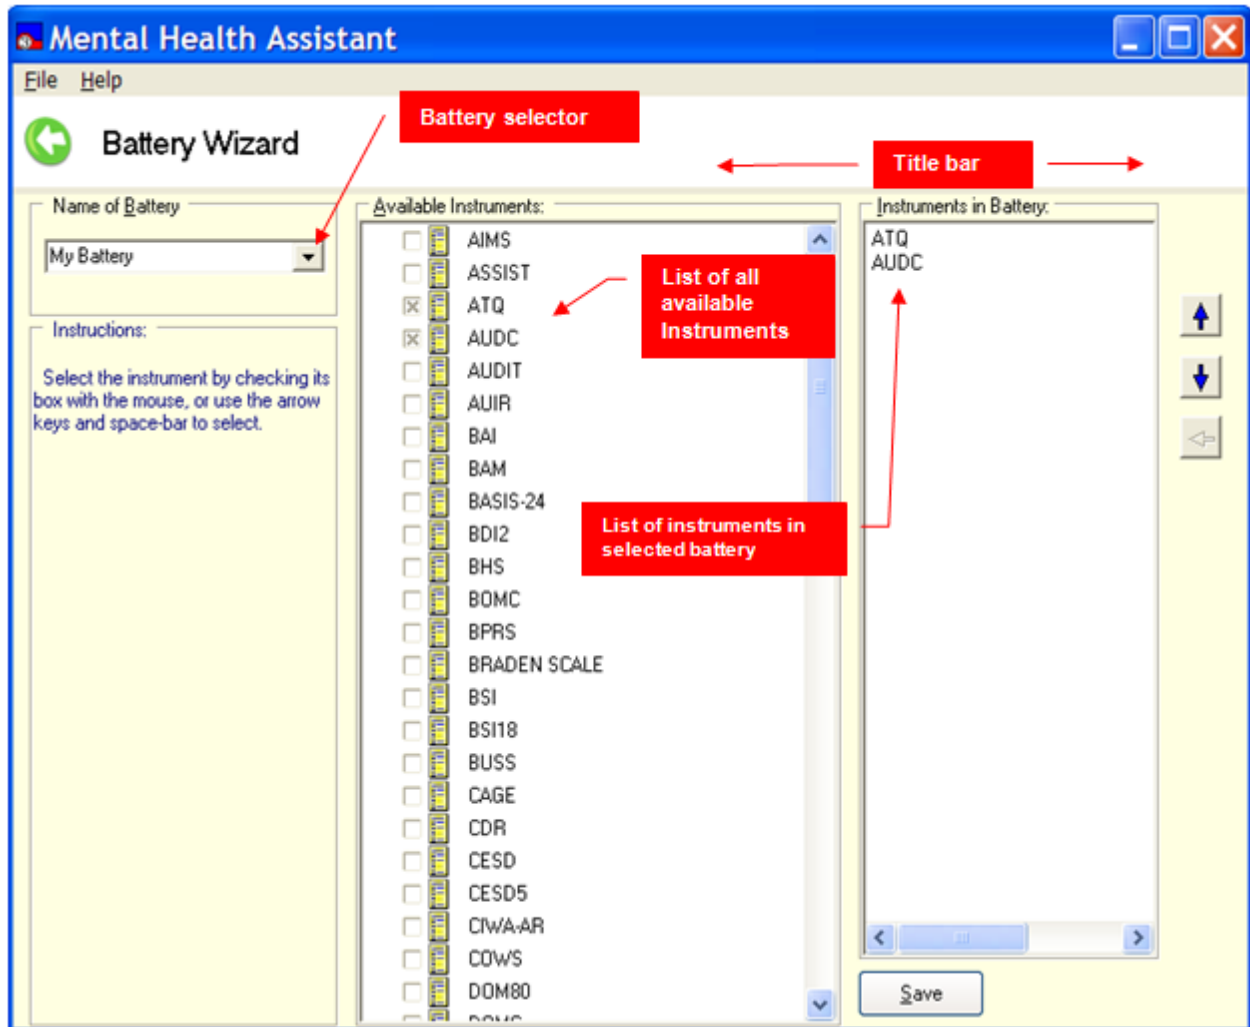 Mental Health Assistant
File Help
Battery selector
Battery Wizard
Title bar
Name of Battery
My Battery
Instructions:
Select the instrument by checking its
box with the mouse, or use the arrow
keys and space-bar to select.
Available Instruments:
AIMS
ASSIST
ATQ
AUDC
AUDIT
AUIR
BAI
BAM
BASIS-24
BDI2
BHS
BOMC
BPRS
BRADEN SCALE
BSI
BSI18
BUSS
CAGE
CDR
CESD
CESD5
CIWA-AR
COWS
DOM80
List of all
available
Instruments
List of instruments in
selected battery
Instruments in Battery:
ATQ
AUDC
Save